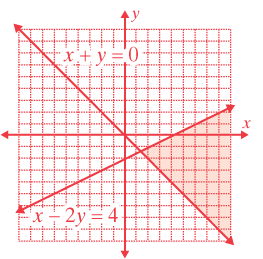 y
x + y = 0
x
x − 2y = 4